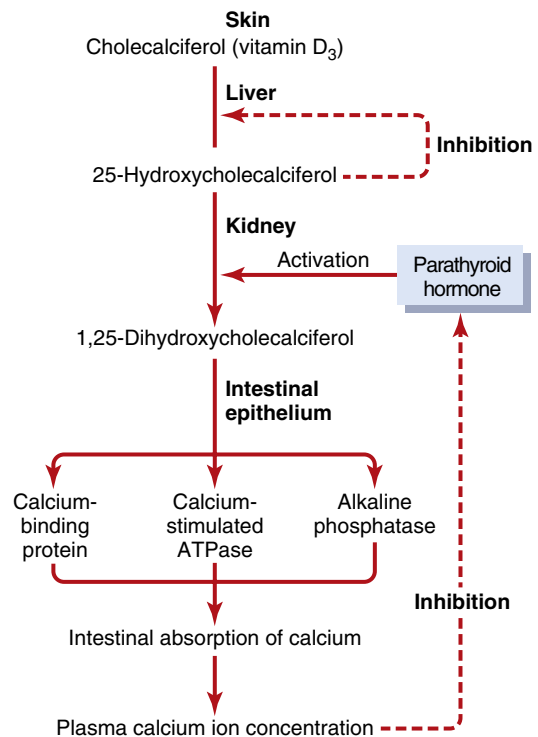 Skin
Cholecalciferol (vitamin D3)
Liver
Inhibition
25-Hydroxycholecalciferol
Kidney
Activation
Parathyroid
hormone
1,25-Dihydroxycholecalciferol
Intestinal
epithelium
Calcium-
binding
protein
Calcium-
stimulated
ATPase
Alkaline
phosphatase
Inhibition
Intestinal absorption of calcium
Plasma calcium ion concentration